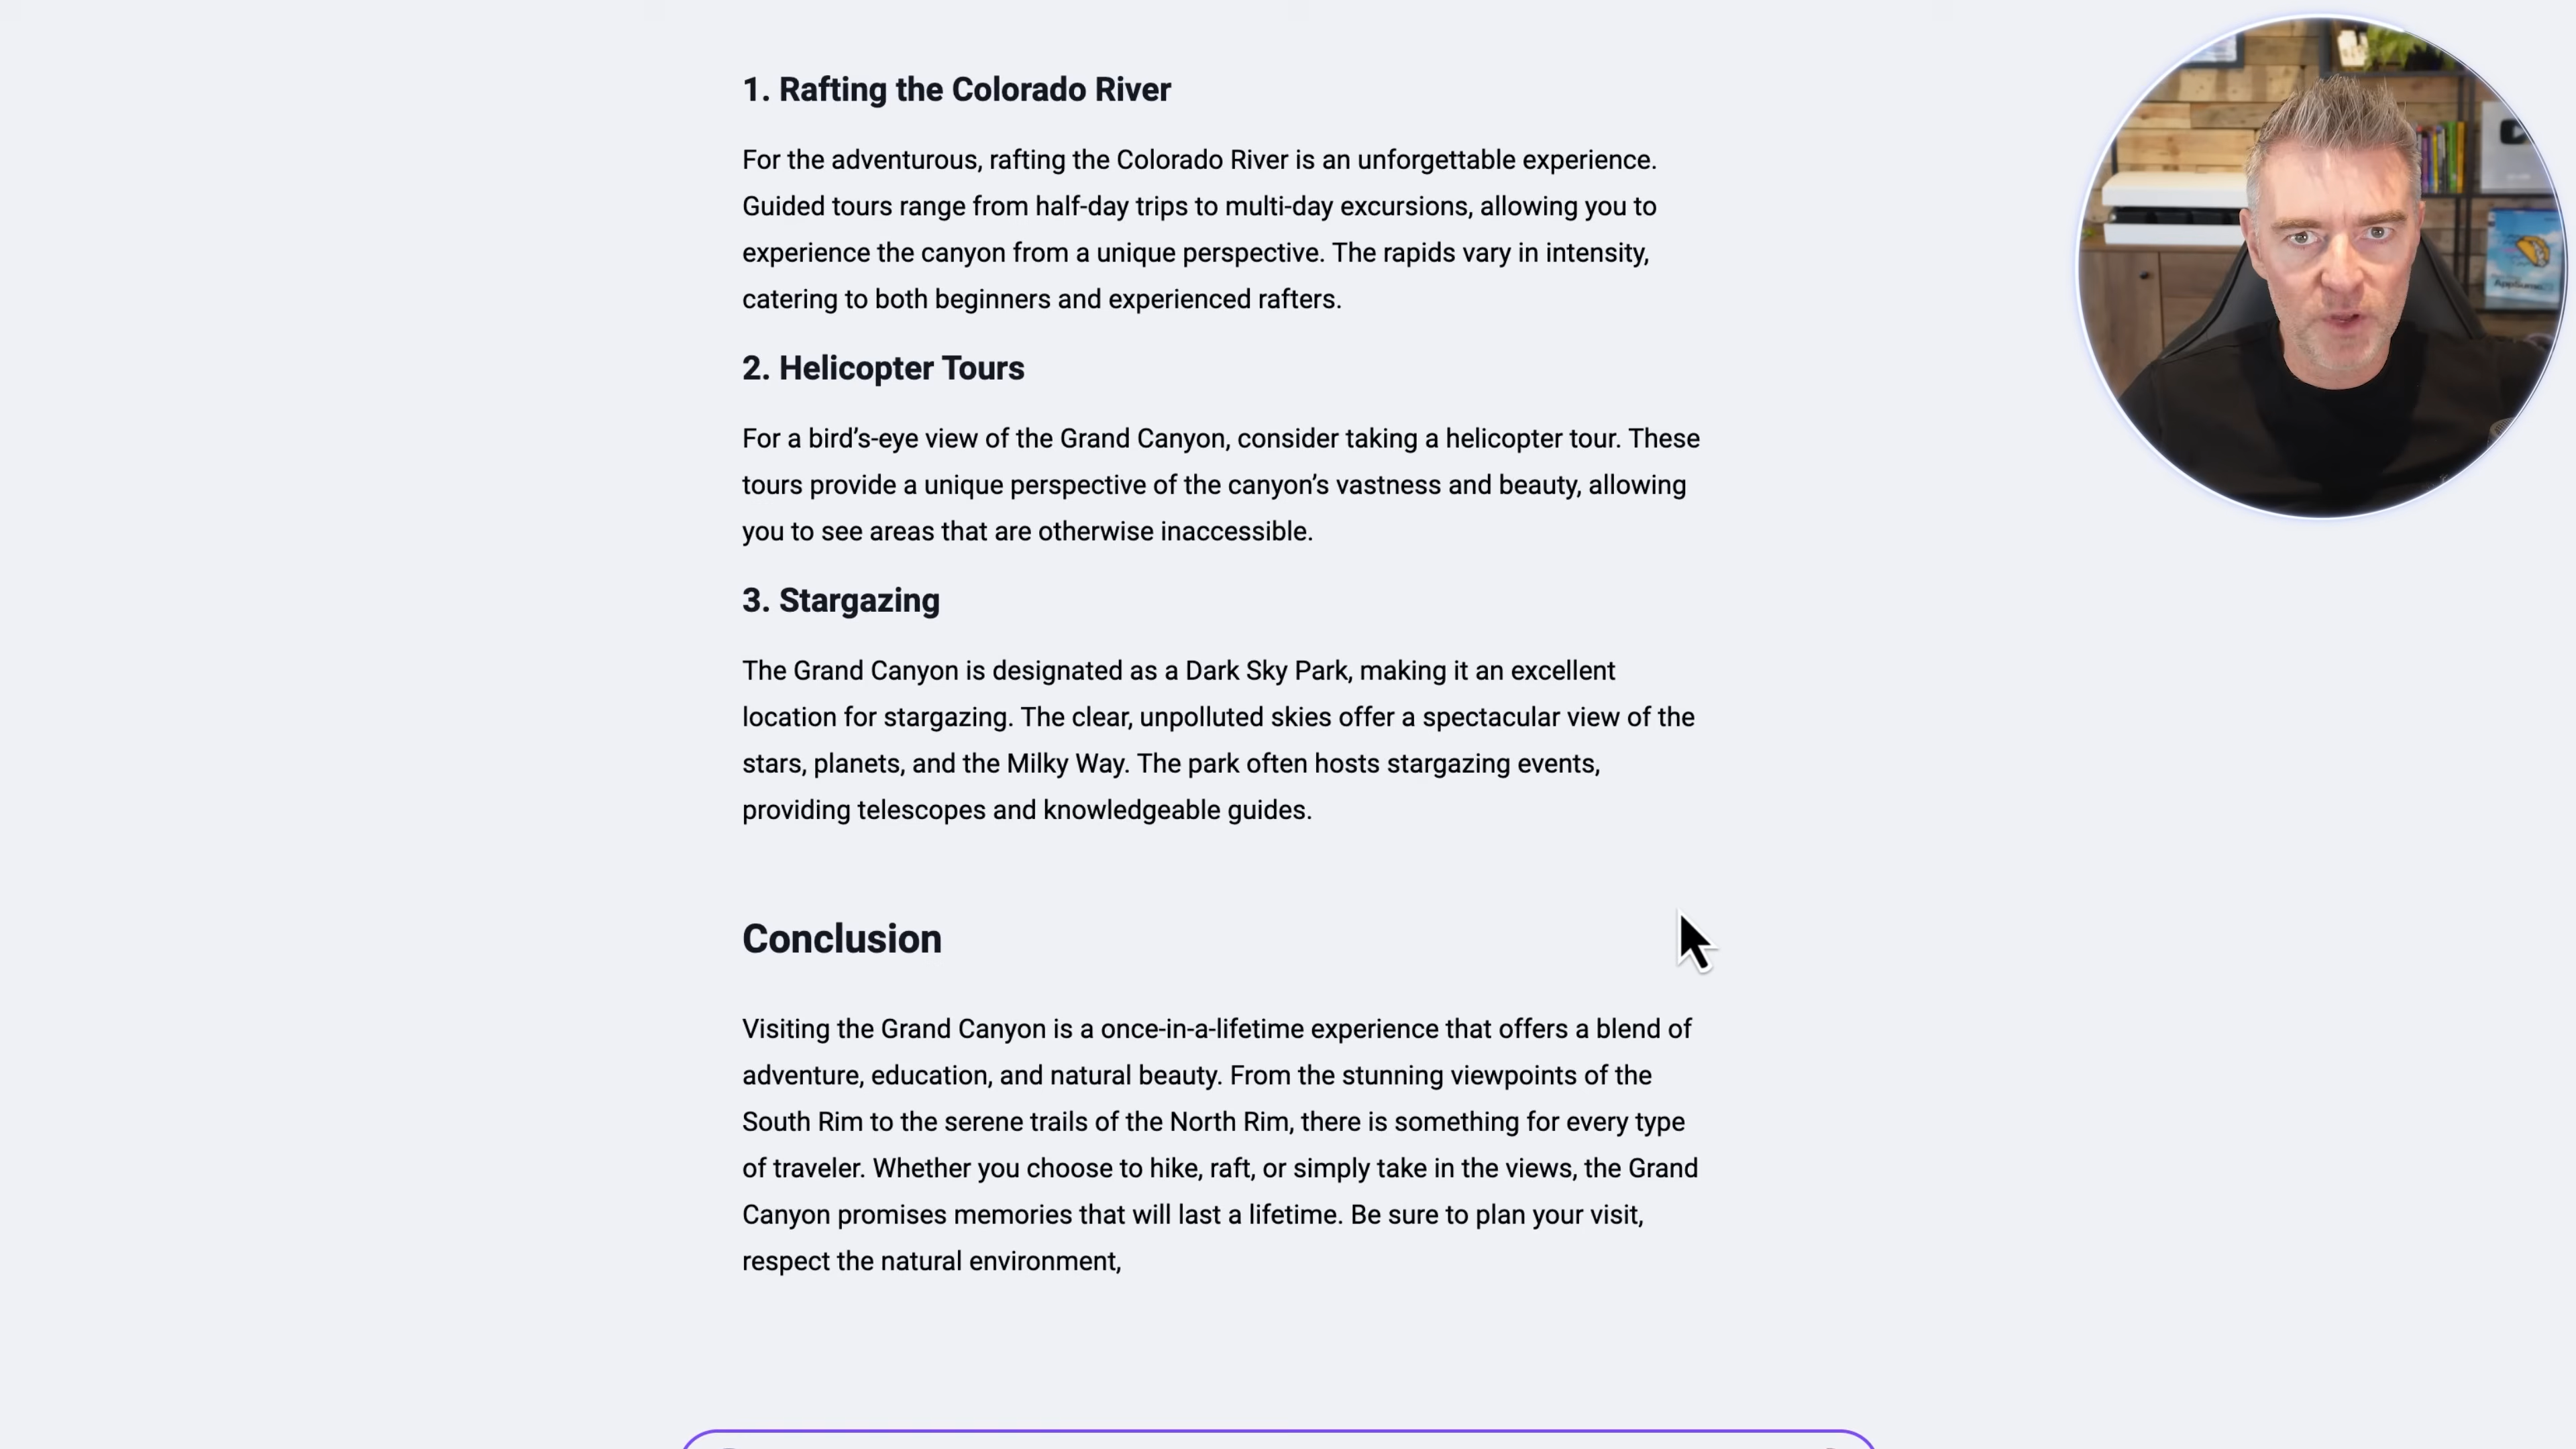 1. Rafting the Colorado River
For the adventurous, rafting the Colorado River is an unforgettable experience.
Guided tours range from half-day trips to multi-day excursions, allowing you to
experience the canyon from a unique perspective. The rapids vary in intensity,
catering to both beginners and experienced rafters.
2. Helicopter Tours
For a bird’s-eye view of the Grand Canyon, consider taking a helicopter tour. These
tours provide a unique perspective of the canyon’s vastness and beauty, allowing
you to see areas that are otherwise inaccessible.
3. Stargazing
The Grand Canyon is designated as a Dark Sky Park, making it an excellent
location for stargazing. The clear, unpolluted skies offer a spectacular view of the
stars, planets, and the Milky Way. The park often hosts stargazing events,
providing telescopes and knowledgeable guides.
Conclusion
Visiting the Grand Canyon is a once-in-a-lifetime experience that offers a blend of
adventure, education, and natural beauty. From the stunning viewpoints of the
South Rim to the serene trails of the North Rim, there is something for every type
of traveler. Whether you choose to hike, raft, or simply take in the views, the Grand
Canyon promises memories that will last a lifetime. Be sure to plan your visit,
respect the natural environment,